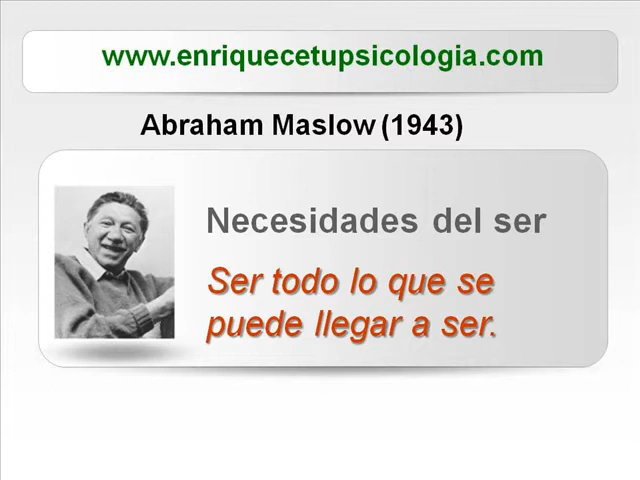 www.enriquecetupsicologia.com
Abraham Maslow (1943)
Necesidades del ser
Ser todo lo que se
puede llegar a ser.